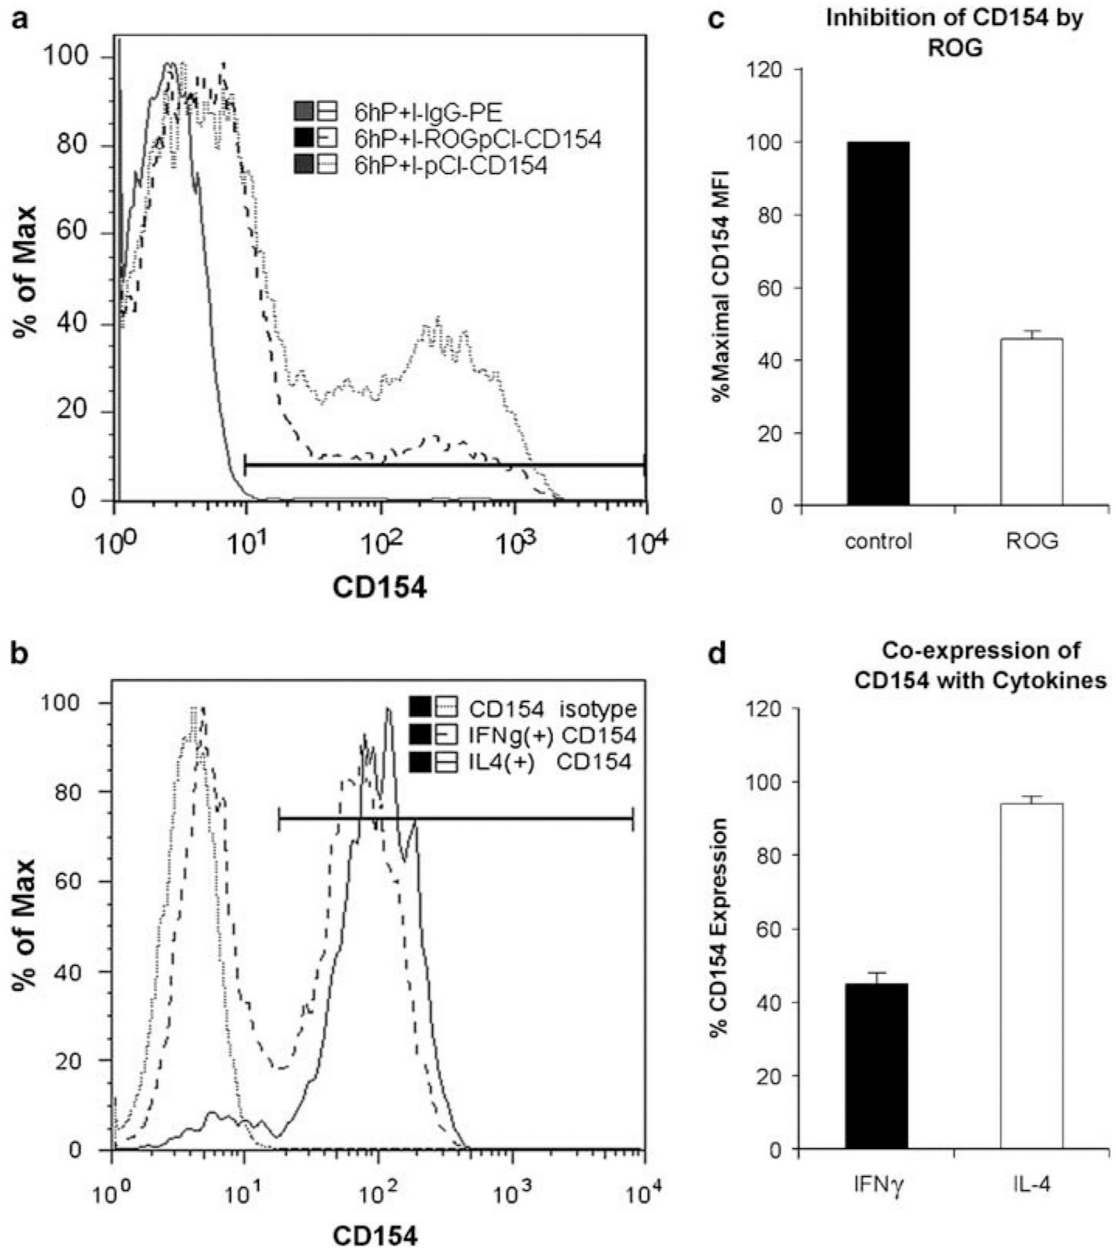 a
100
80
60
40
20
0
% of Max
6hP+I-IgG-PE
6hP+I-ROGpCI-CD154
6hP+I-pCI-CD154
10^0 10^1 10^2 10^3 10^4
CD154
b
100
80
60
40
20
0
% of Max
CD154 isotype
IFNg(+) CD154
IL4(+) CD154
10^0 10^1 10^2 10^3 10^4
CD154
c
Inhibition of CD154 by
ROG
120
100
80
60
40
20
0
%Maximal CD154 MFI
control ROG
d
Co-expression of
CD154 with Cytokines
120
100
80
60
40
20
0
% CD154 Expression
IFNγ IL-4